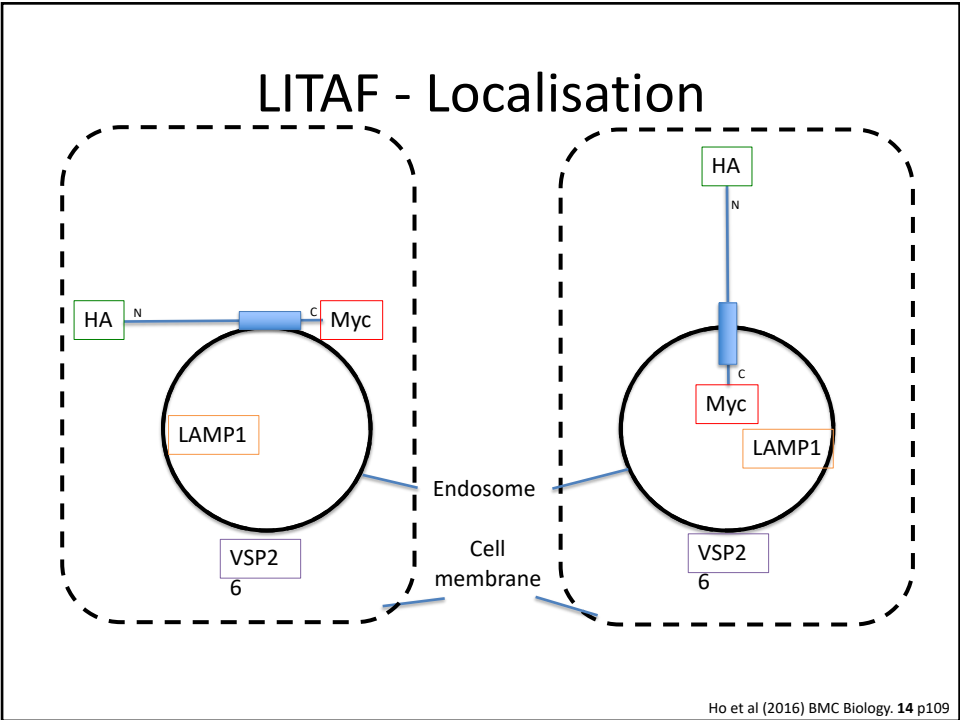 LITAF - Localisation
HA
N
C
Myc
LAMP1
VSP2
6
Endosome
Cell
membrane
HA
N
C
Myc
LAMP1
VSP2
6
Ho et al (2016) BMC Biology. 14 p109